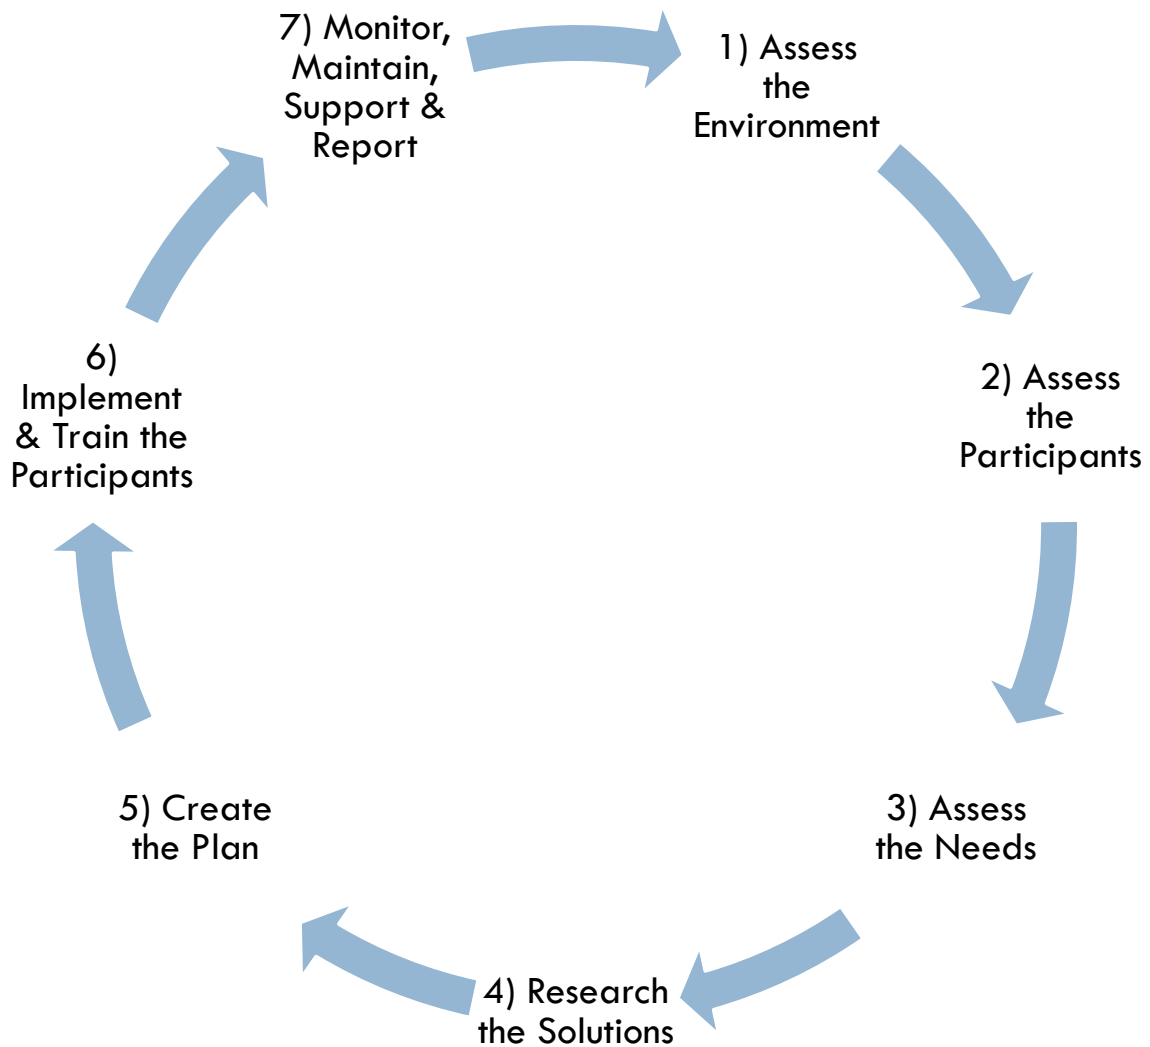 7) Monitor,
Maintain,
Support &
Report
1) Assess
the
Environment
2) Assess
the
Participants
3) Assess
the Needs
4) Research
the Solutions
5) Create
the Plan
6)
Implement
& Train the
Participants